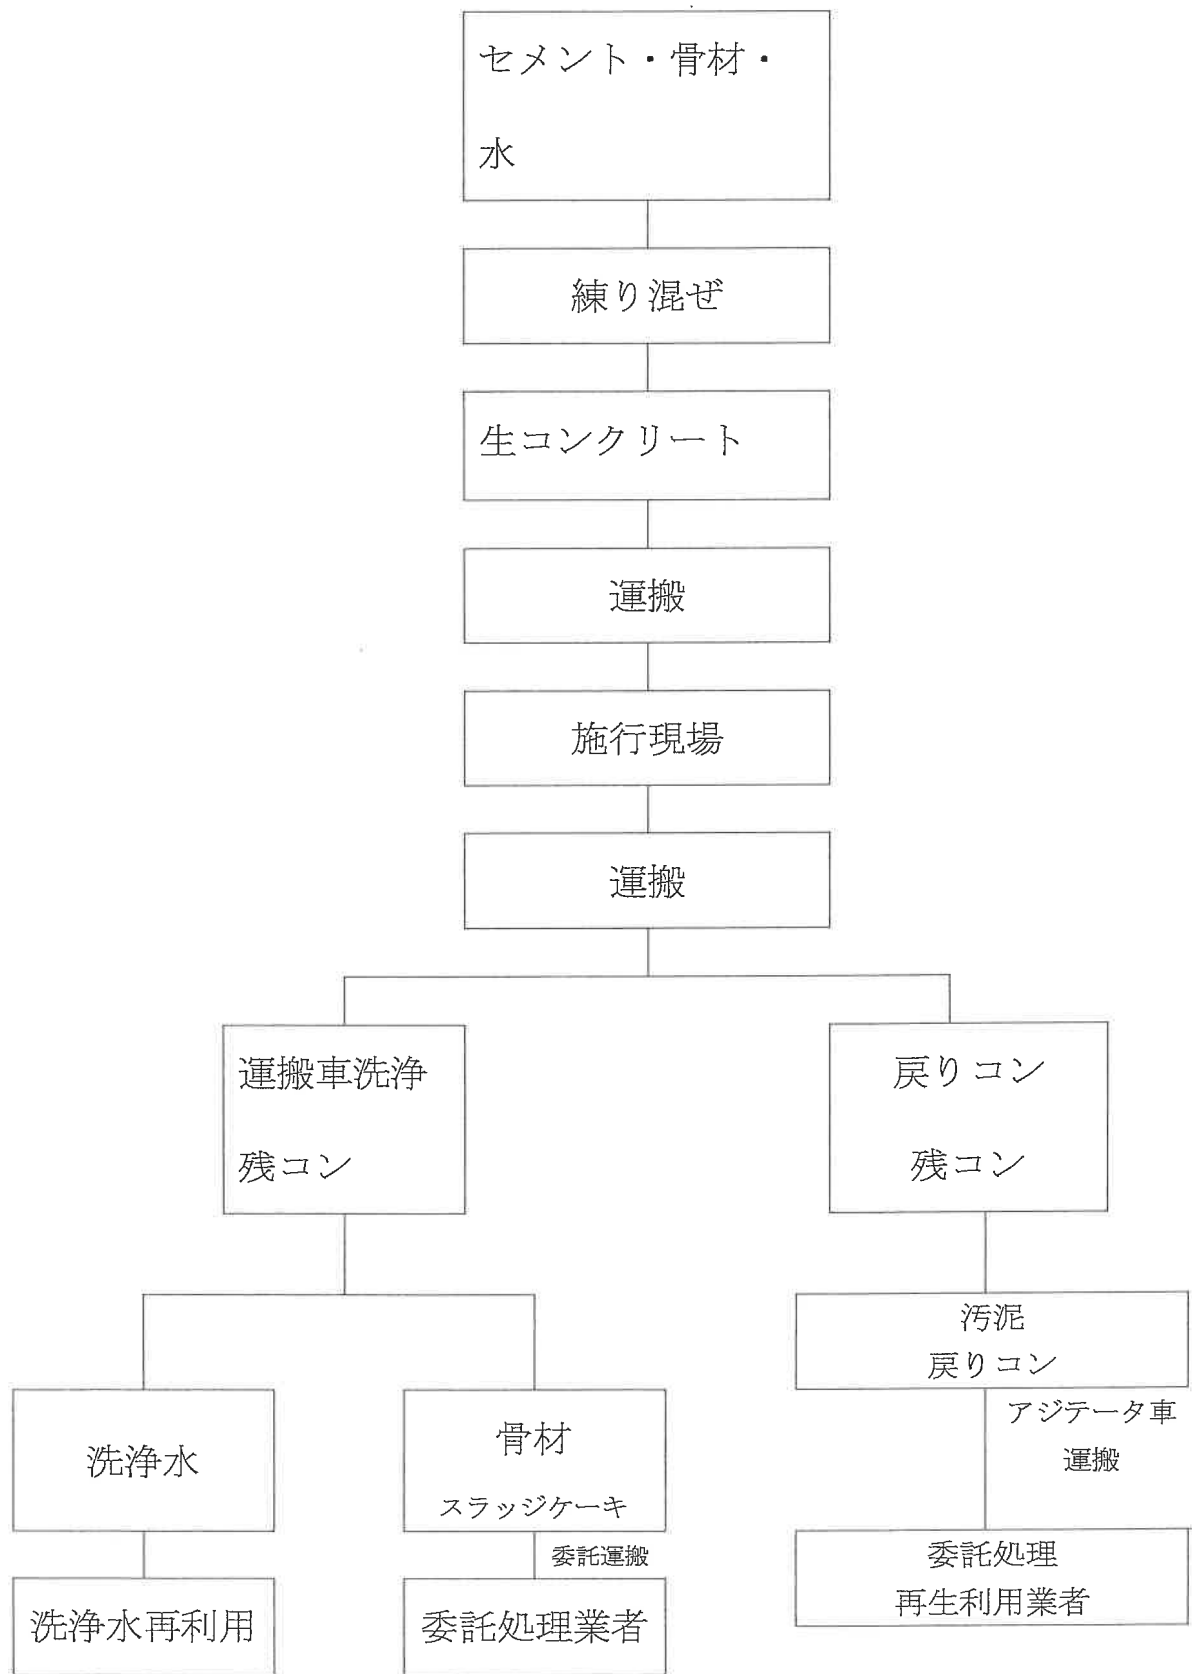 セメント・骨材・
水
練り混ぜ
生コンクリート
運搬
施行現場
運搬
運搬車洗浄
残コン
戻りコン
残コン
汚泥
戻りコン
アジテータ車
運搬
洗浄水
骨材
スラッジケーキ
委託運搬
委託処理
再生利用業者
洗浄水再利用
委託処理業者